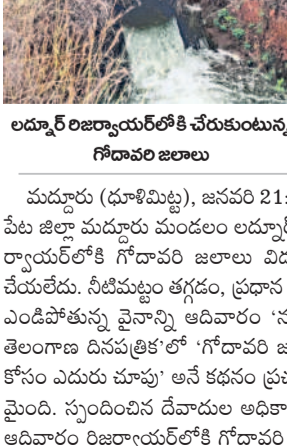 లద్నూర్ రిజర్వాయర్‌లోకి చేరుకుంటున్న
గోదావరి జలాలు
మద్దూరు (ధూళిమిట్ట), జనవరి 21:
పేట జిల్లా మద్దూరు మండలం లద్నూర్
ర్వాయర్‌లోకి గోదావరి జలాలు విడ
చేయలేదు. నీటిమట్టం తగ్గడం, ప్రధాన
ఎండిపోతున్న వైనాన్ని ఆదివారం ‘న
తెలంగాణ దినపత్రిక’లో ‘గోదావరి జ
కోసం ఎదురు చూపు’ అనే కథనం ప్రచ
మైంది. స్పందించిన దేవాదుల అధికా
ఆదివారం రిజర్వాయర్‌లోకి గోదావరి